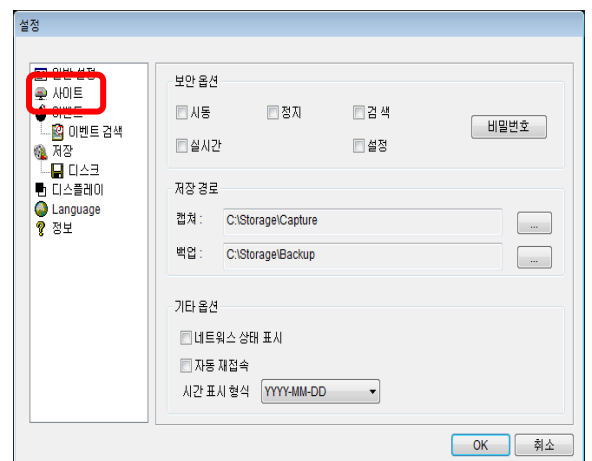 설정
일반 설정
사이트
이벤트
이벤트 검색
저장
디스크
디스플레이
Language
정보
보안 옵션
시동
정지
검 색
비밀번호
실시간
설정
저장 경로
캡쳐 :
C:\Storage\Capture
...
백업 :
C:\Storage\Backup
...
기타 옵션
네트워스 상태 표시
자동 재접속
시간 표시 형식
YYYY-MM-DD
OK
취소